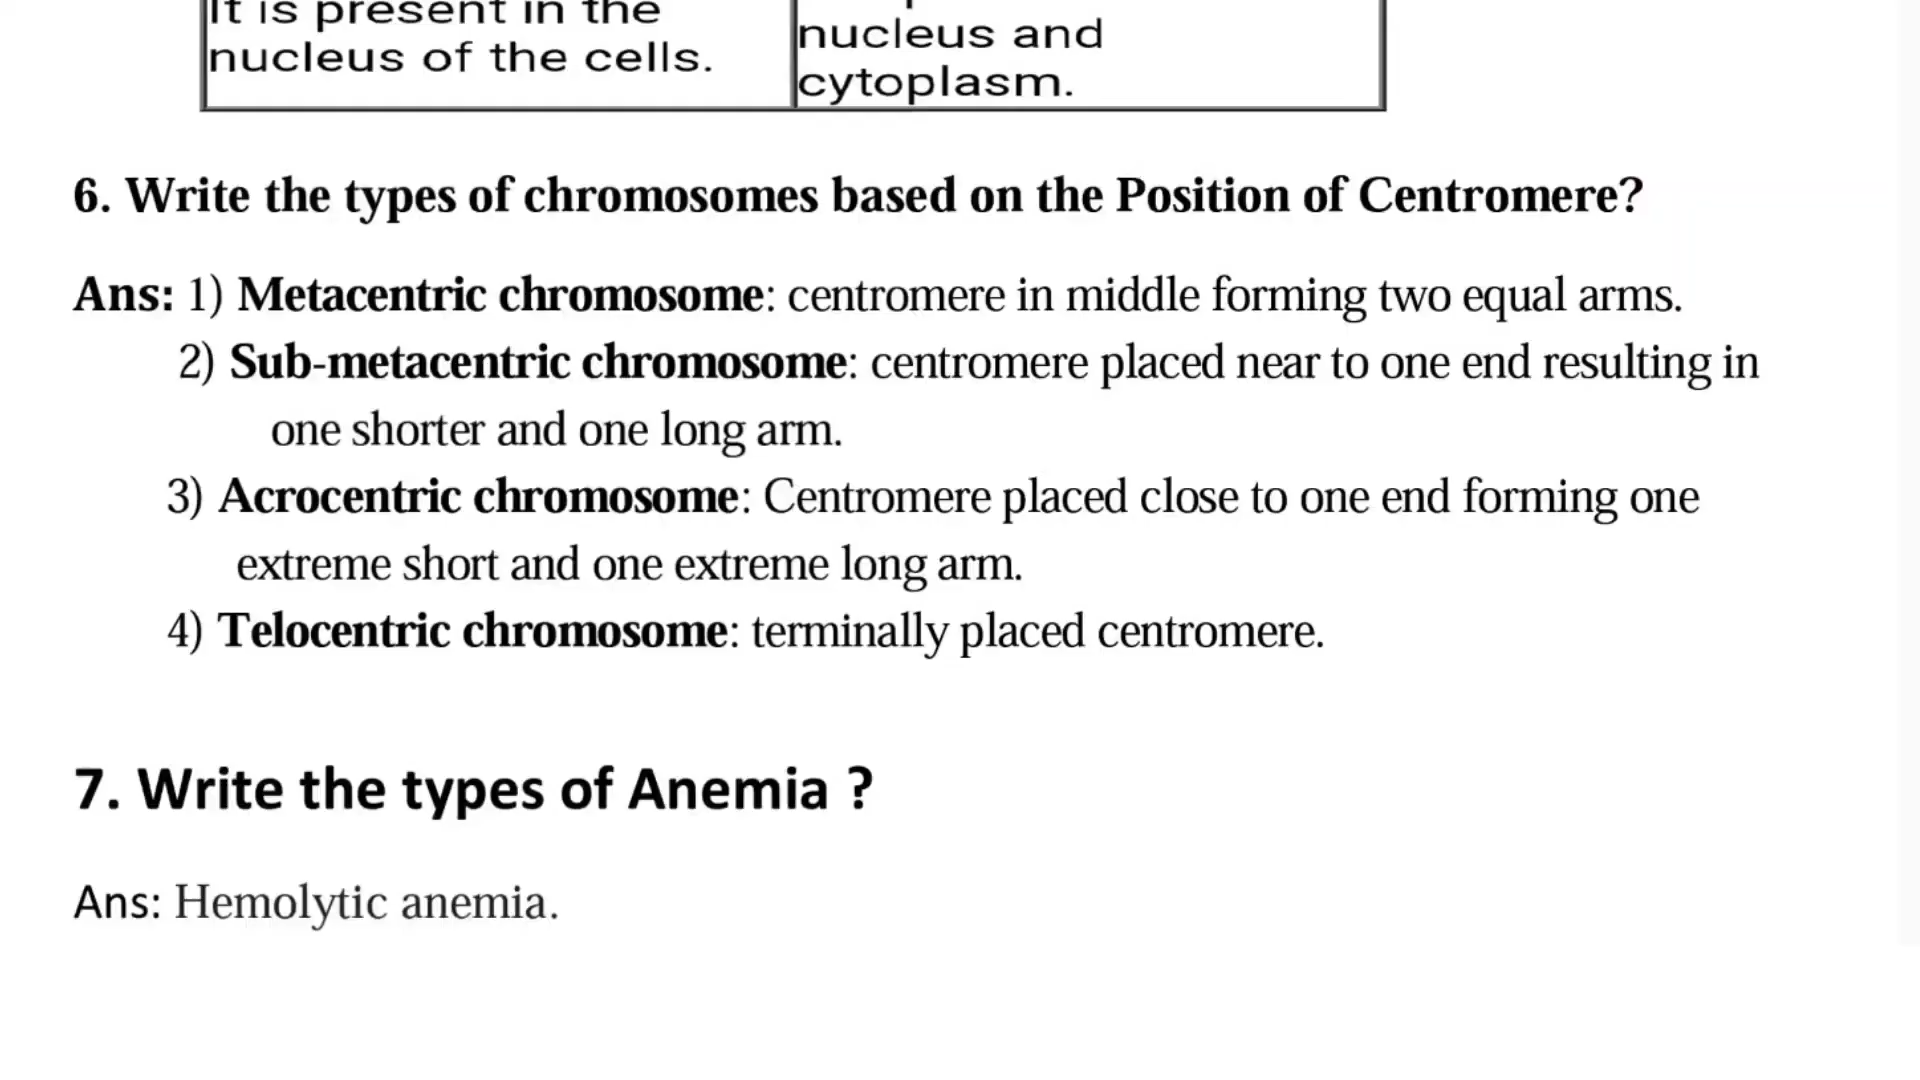 It is present in the
nucleus of the cells.
nucleus and
cytoplasm.
6. Write the types of chromosomes based on the Position of Centromere?
Ans: 1) Metacentric chromosome: centromere in middle forming two equal arms.
2) Sub-metacentric chromosome: centromere placed near to one end resulting in
one shorter and one long arm.
3) Acrocentric chromosome: Centromere placed close to one end forming one
extreme short and one extreme long arm.
4) Telocentric chromosome: terminally placed centromere.
7. Write the types of Anemia ?
Ans: Hemolytic anemia.